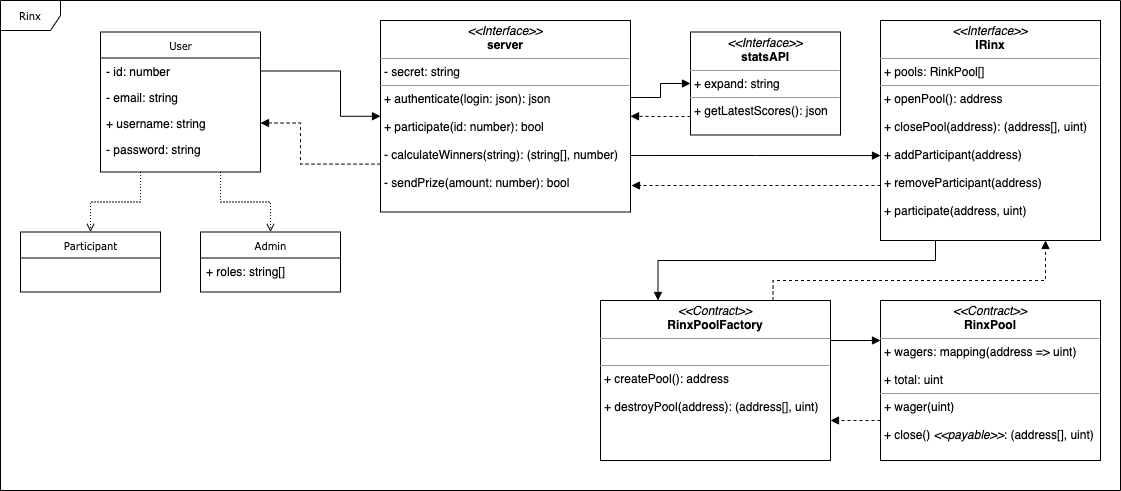 Rinx
User
- id: number
- email: string
+ username: string
- password: string
Participant
Admin
+ roles: string[]
<<Interface>>
server
- secret: string
+ authenticate(login: json): json
+ participate(id: number): bool
- calculateWinners(string): (string[], number)
- sendPrize(amount: number): bool
<<Interface>>
statsAPI
+ expand: string
+ getLatestScores(): json
<<Interface>>
IRinx
+ pools: RinkPool[]
+ openPool(): address
+ closePool(address): (address[], uint)
+ addParticipant(address)
+ removeParticipant(address)
+ participate(address, uint)
<<Contract>>
RinxPoolFactory
+ createPool(): address
+ destroyPool(address): (address[], uint)
<<Contract>>
RinxPool
+ wagers: mapping(address => uint)
+ total: uint
+ wager(uint)
+ close() <<payable>>: (address[], uint)